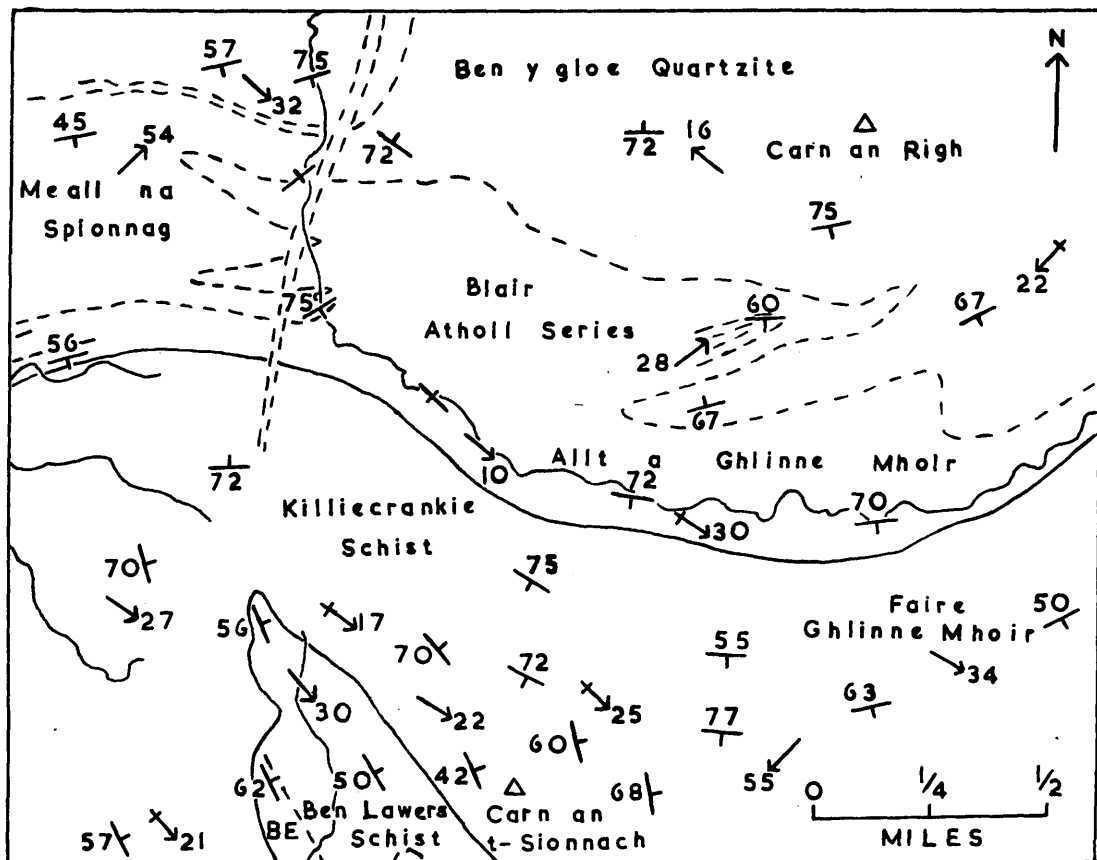 57
75
Ben y gloe Quartzite
N
32
45
54
72
72
16
Carn an Righ
Meall na
Spionnag
75
22
75
Blair
Atholl Series
60
67
56
28
67
10
Allt a Ghlinne Mhoir
72
70
72
30
Killiecrankie
Schist
75
70
27
56
17
70
72
55
Faire
Ghlinne Mhoir
50
34
30
22
25
63
60
77
62
50
42
68
55
0 1/4 1/2
MILES
BE
Ben Lawers
Schist
Carn an
t-Sionnach
57
21